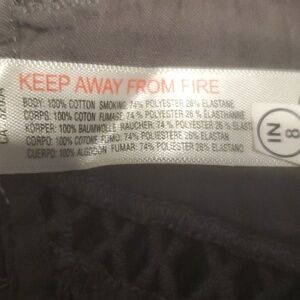 KEEP AWAY FROM FIRE
BODY: 100% COTTON SMOKING: 74% POLYESTER 26% ELASTANE
CORPS: 100% COTON FUMAGE: 74% POLYESTER 26 % ELASTHANNE
KÖRPER: 100% BAUMWOLLE RAUCHER: 74 % POLYESTER 26 % ELAST
CORPO: 100% COTONE FUMO: 74% POLIESTERE 26% ELASTAN
CUERPO: 100% ALGODON FUMAR: 74% POLIESTER 26% ELASTANO
IN
8